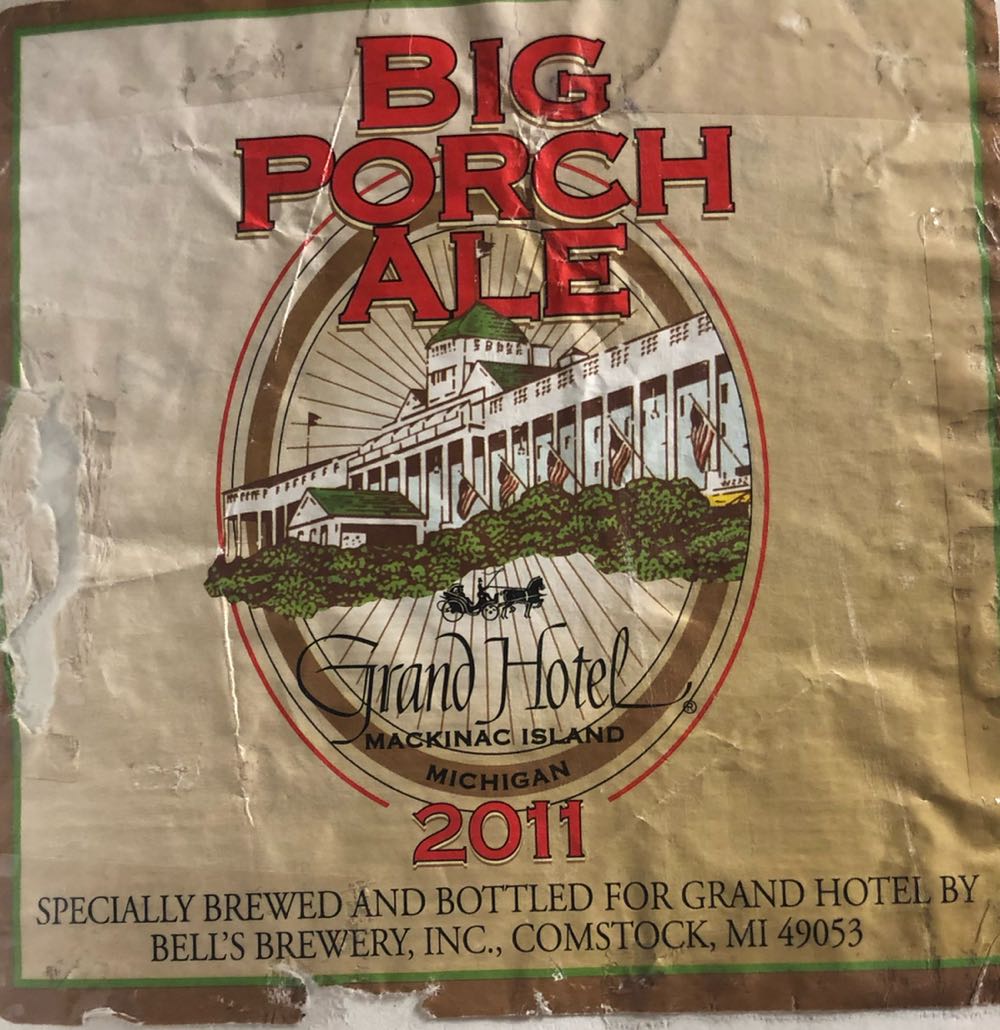 BIG
PORCH
ALE
Grand Hotel®
MACKINAC ISLAND
MICHIGAN
2011
SPECIALLY BREWED AND BOTTLED FOR GRAND HOTEL BY
BELL'S BREWERY, INC., COMSTOCK, MI 49053